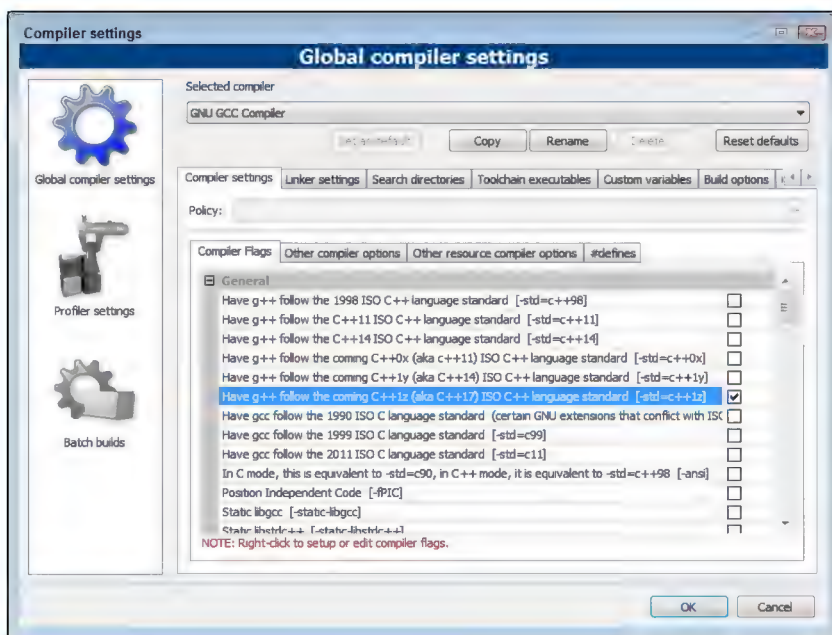 Compiler settings
Global compiler settings
Selected compiler
GNU GCC Compiler
Set as default Copy Rename Delete Reset defaults
Global compiler settings
Compiler settings Linker settings Search directories Toolchain executables Custom variables Build options
Policy:
Compiler Flags Other compiler options Other resource compiler options #defines
General
Have g++ follow the 1998 ISO C++ language standard [-std=c++98]
Have g++ follow the C++11 ISO C++ language standard [-std=c++11]
Have g++ follow the C++14 ISO C++ language standard [-std=c++14]
Have g++ follow the coming C++0x (aka c++11) ISO C++ language standard [-std=c++0x]
Have g++ follow the coming C++1y (aka C++14) ISO C++ language standard [-std=c++1y]
Have g++ follow the coming C++1z (aka C++17) ISO C++ language standard [-std=c++1z]
Have gcc follow the 1990 ISO C language standard (certain GNU extensions that conflict with ISC
Have gcc follow the 1999 ISO C language standard [-std=c99]
Have gcc follow the 2011 ISO C language standard [-std=c11]
In C mode, this is equivalent to -std=c90, in C++ mode, it is equivalent to -std=c++98 [-ansi]
Position Independent Code [-fPIC]
Static libgcc [-static-libgcc]
Static libstdc++ [-static-libstdc++]
NOTE: Right-click to setup or edit compiler flags.
Profiler settings
Batch builds
OK Cancel